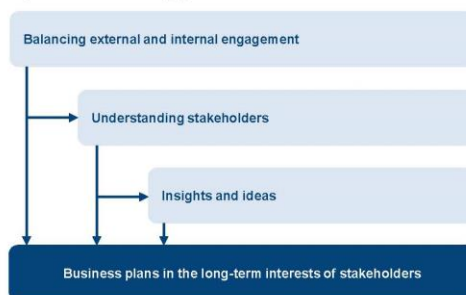 Balancing external and internal engagement
Understanding stakeholders
Insights and ideas
Business plans in the long-term interests of stakeholders